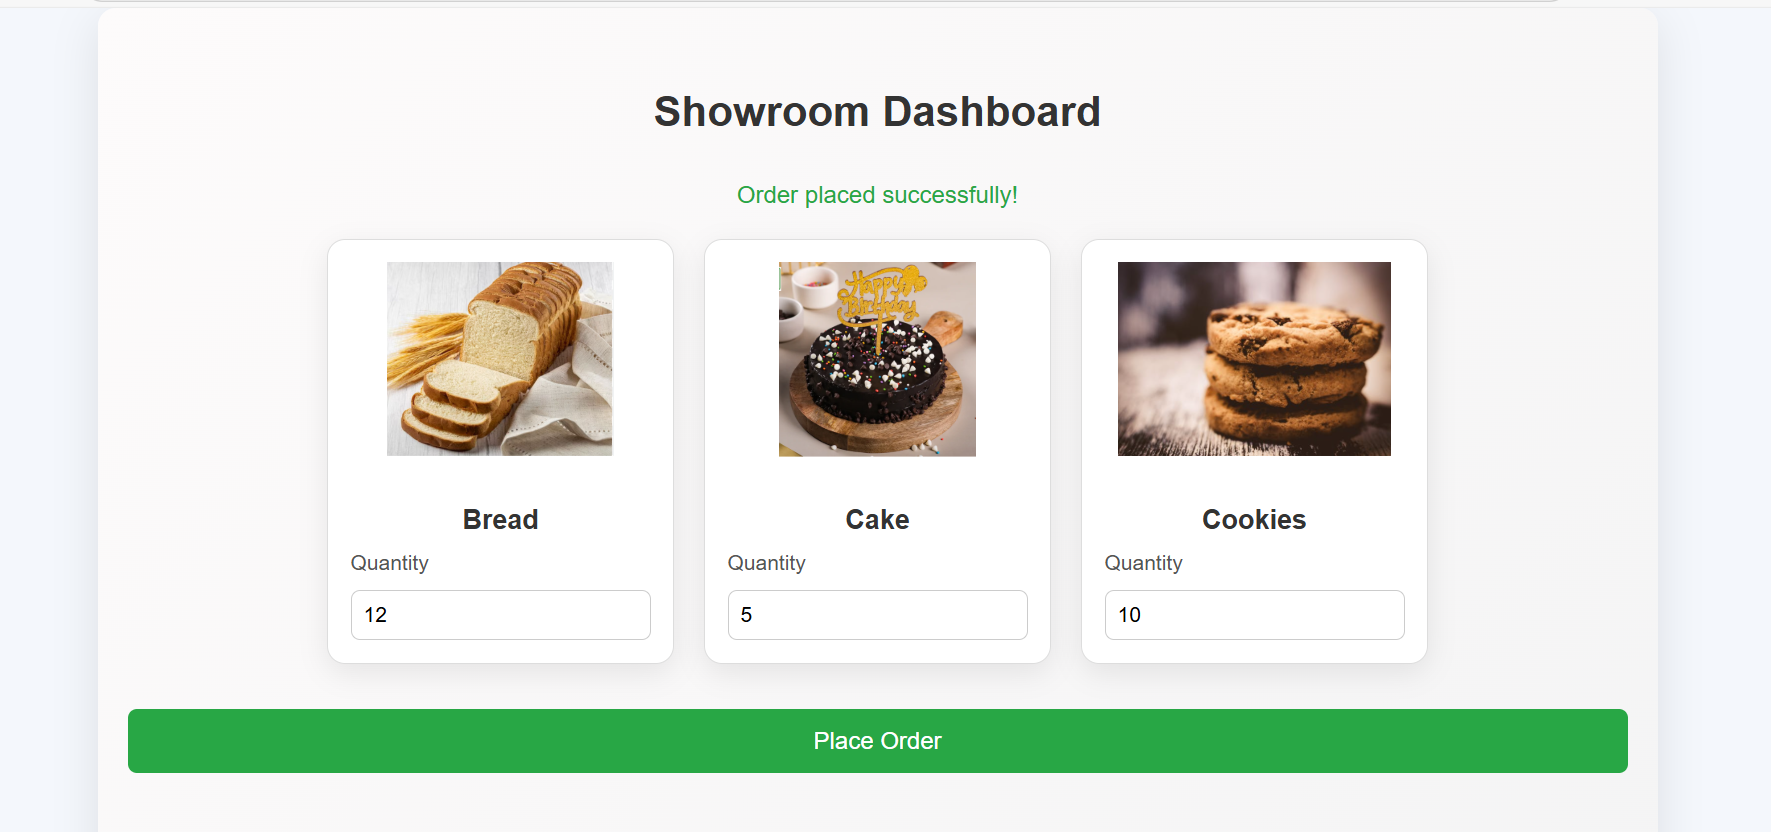 Showroom Dashboard
Order placed successfully!
Happy
Birthday
Bread
Cake
Cookies
Quantity
Quantity
Quantity
12
5
10
Place Order